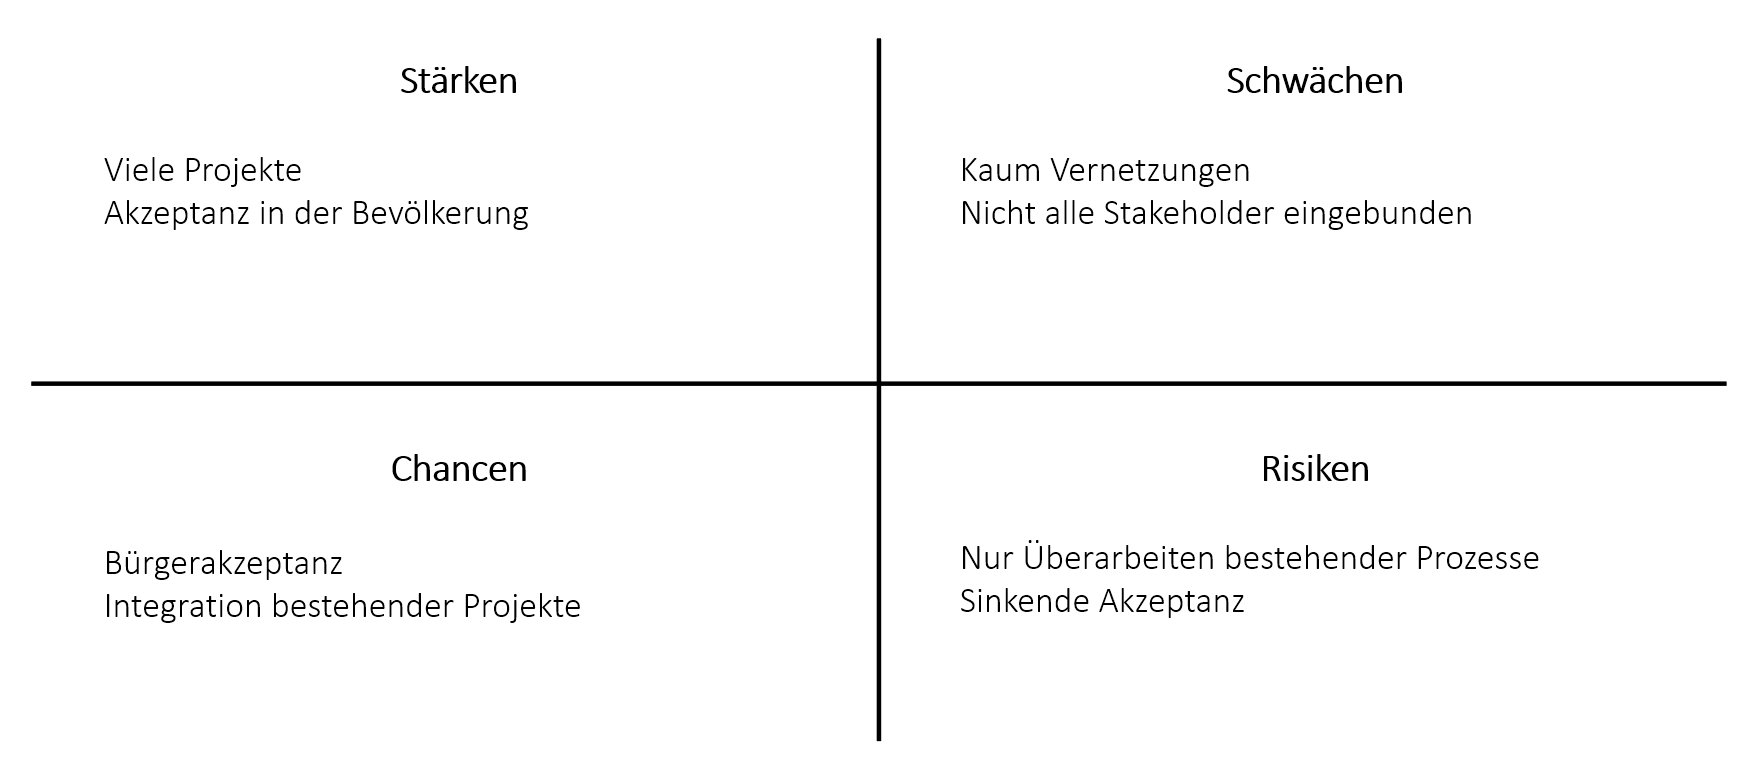 Stärken
Viele Projekte
Akzeptanz in der Bevölkerung
Schwächen
Kaum Vernetzungen
Nicht alle Stakeholder eingebunden
Chancen
Bürgerakzeptanz
Integration bestehender Projekte
Risiken
Nur Überarbeiten bestehender Prozesse
Sinkende Akzeptanz